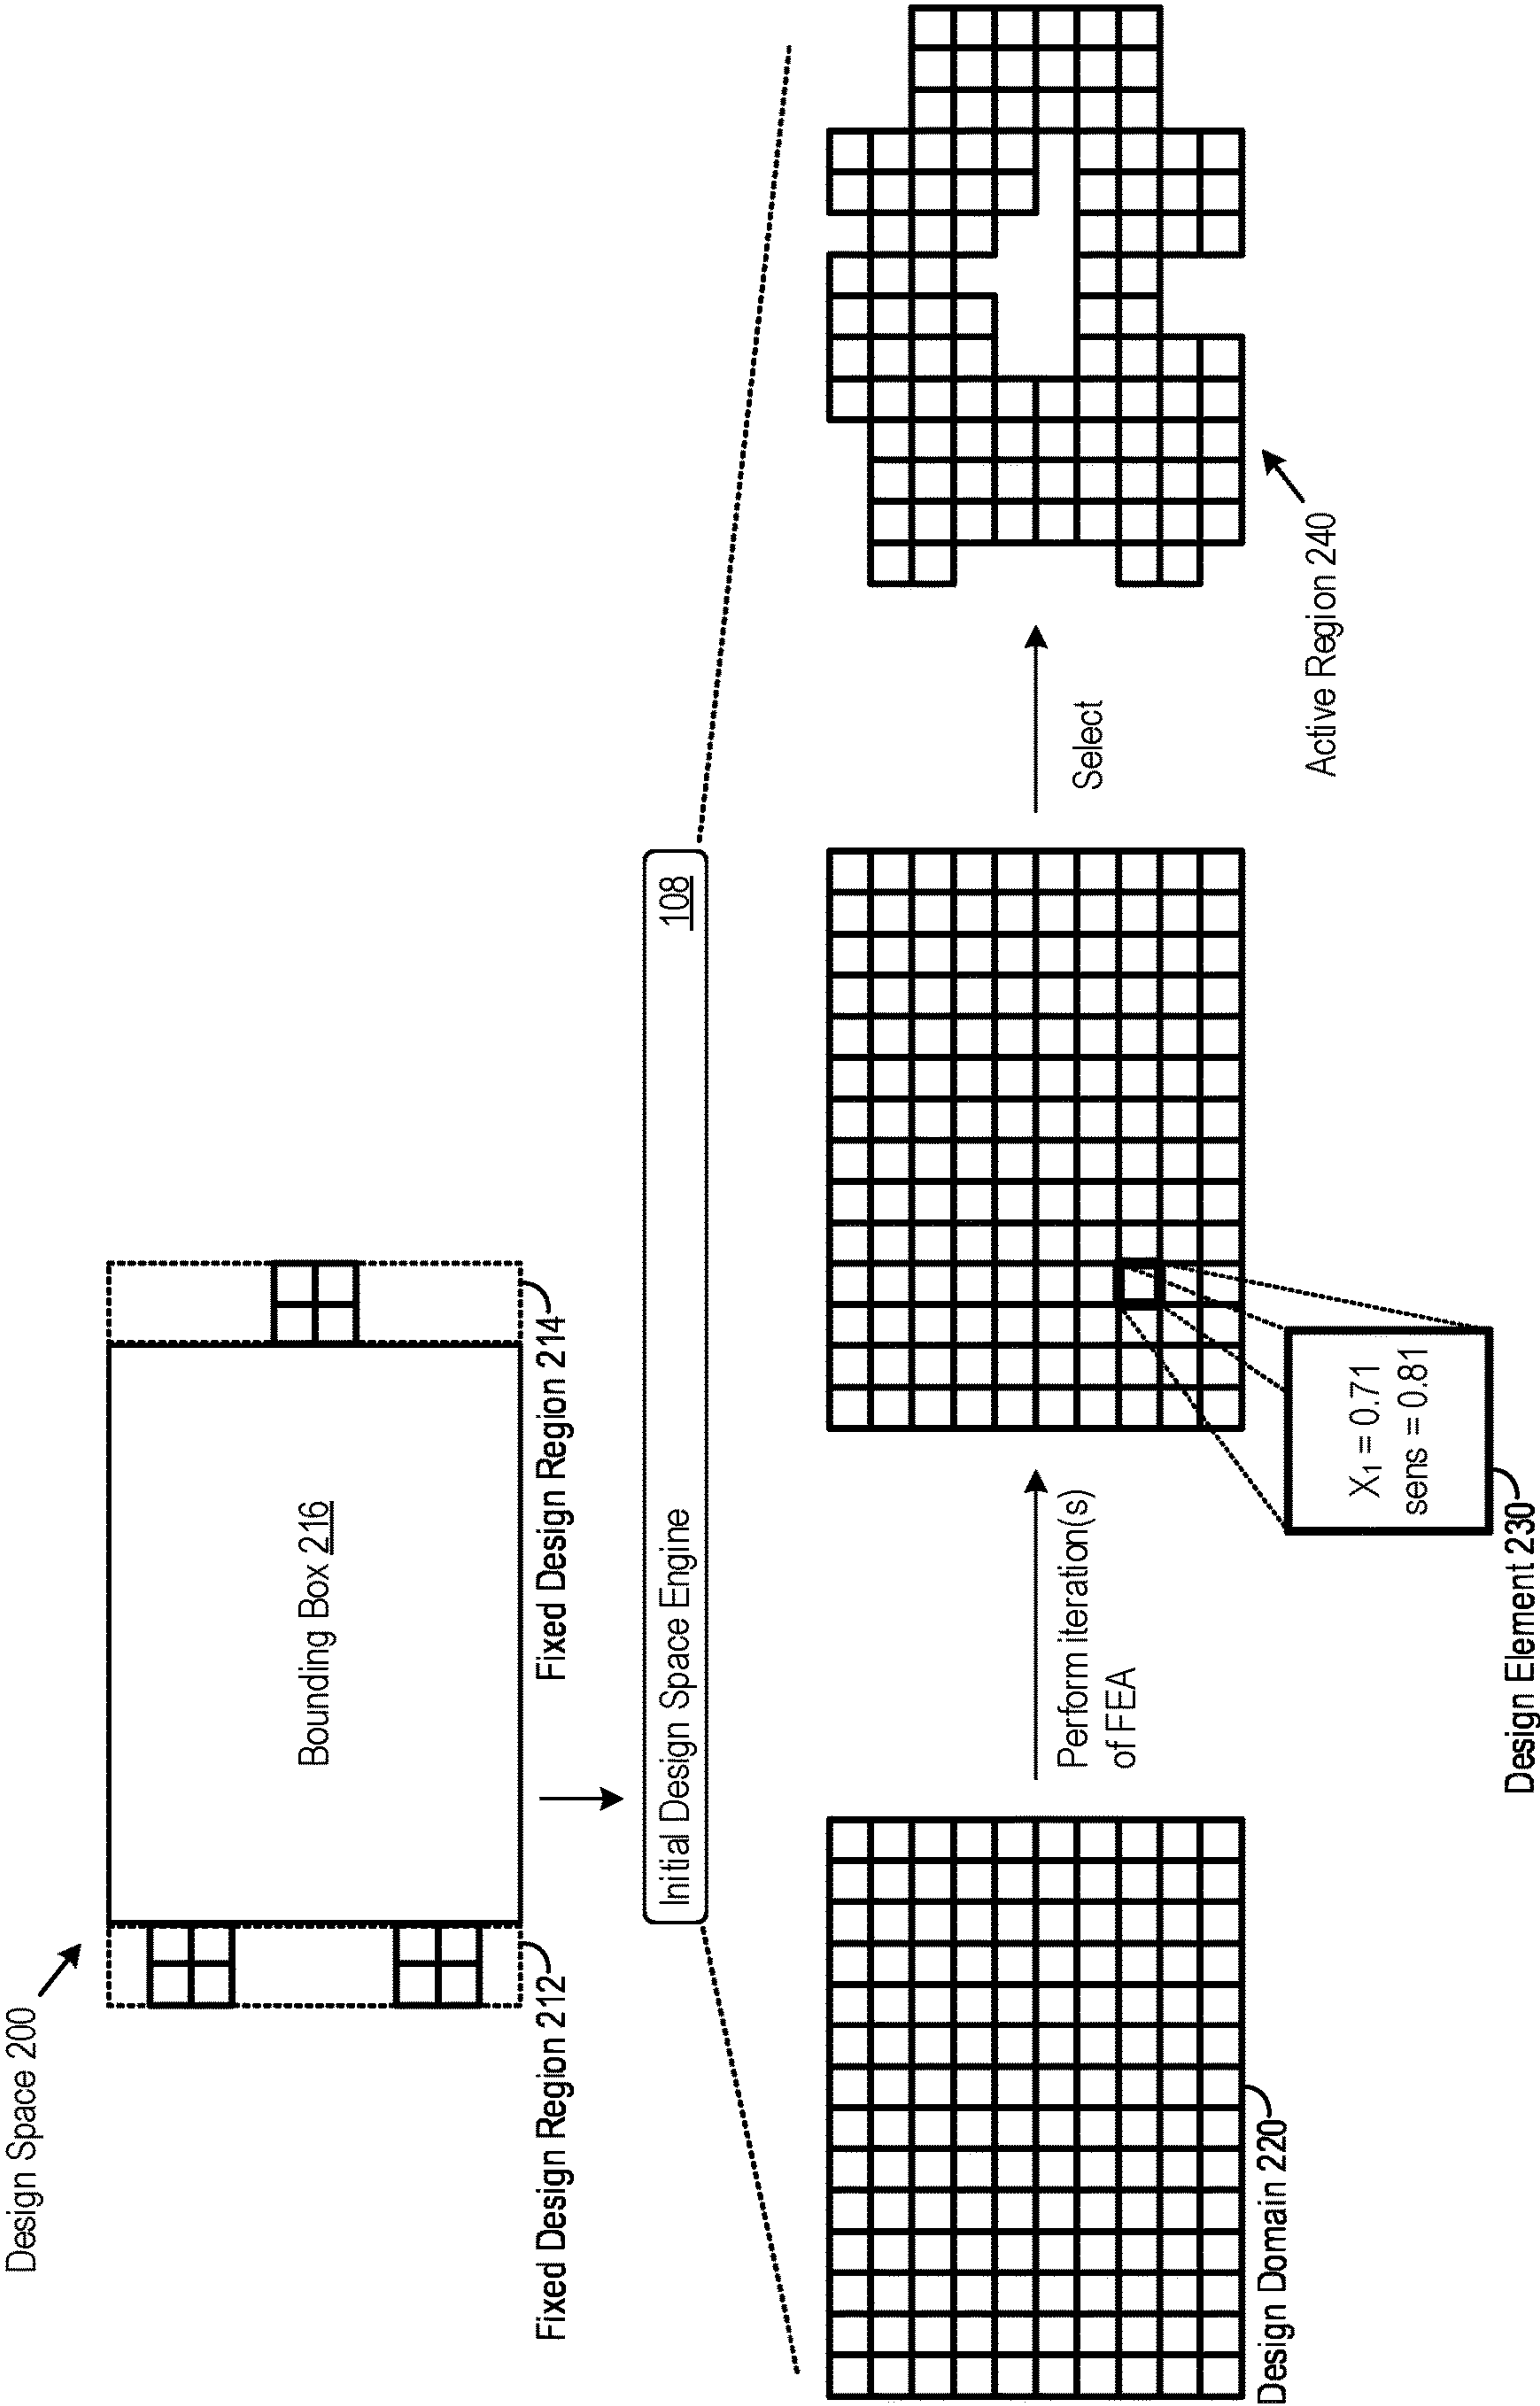 Design Space 200
Bounding Box 216
Fixed Design Region 212
Fixed Design Region 214
Initial Design Space Engine
108
Perform iteration(s)
of FEA
Select
Design Domain 220
X₁ = 0.71
sens = 0.81
Design Element 230
Active Region 240